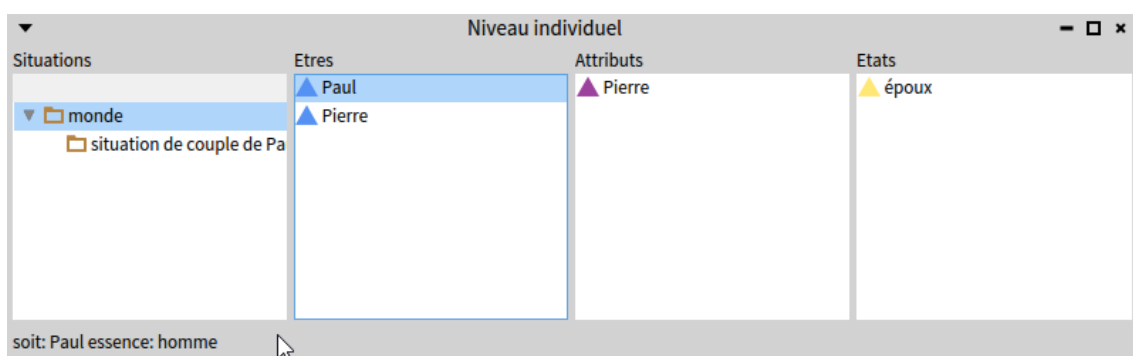 Niveau individuel
Situations Etres Attributs Etats
Paul Pierre époux
monde Pierre
situation de couple de Pa
soit: Paul essence: homme